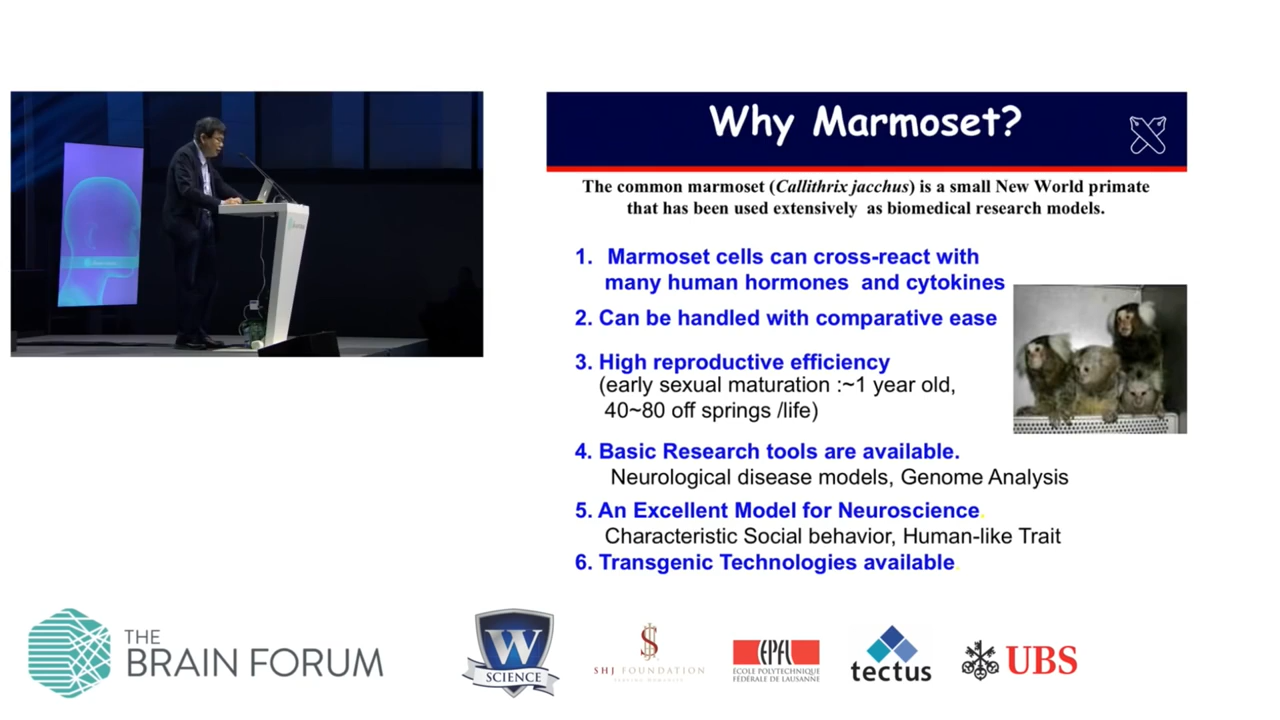 Why Marmoset?
The common marmoset (Callithrix jacchus) is a small New World primate
that has been used extensively as biomedical research models.
1. Marmoset cells can cross-react with
many human hormones and cytokines
2. Can be handled with comparative ease
3. High reproductive efficiency
(early sexual maturation :~1 year old,
40~80 off springs /life)
4. Basic Research tools are available.
Neurological disease models, Genome Analysis
5. An Excellent Model for Neuroscience.
Characteristic Social behavior, Human-like Trait
6. Transgenic Technologies available.
THE
BRAIN FORUM
W
SCIENCE
SHJ FOUNDATION
EPFL
ECOLE POLYTECHNIQUE
FÉDÉRALE DE LAUSANNE
tectus
UBS